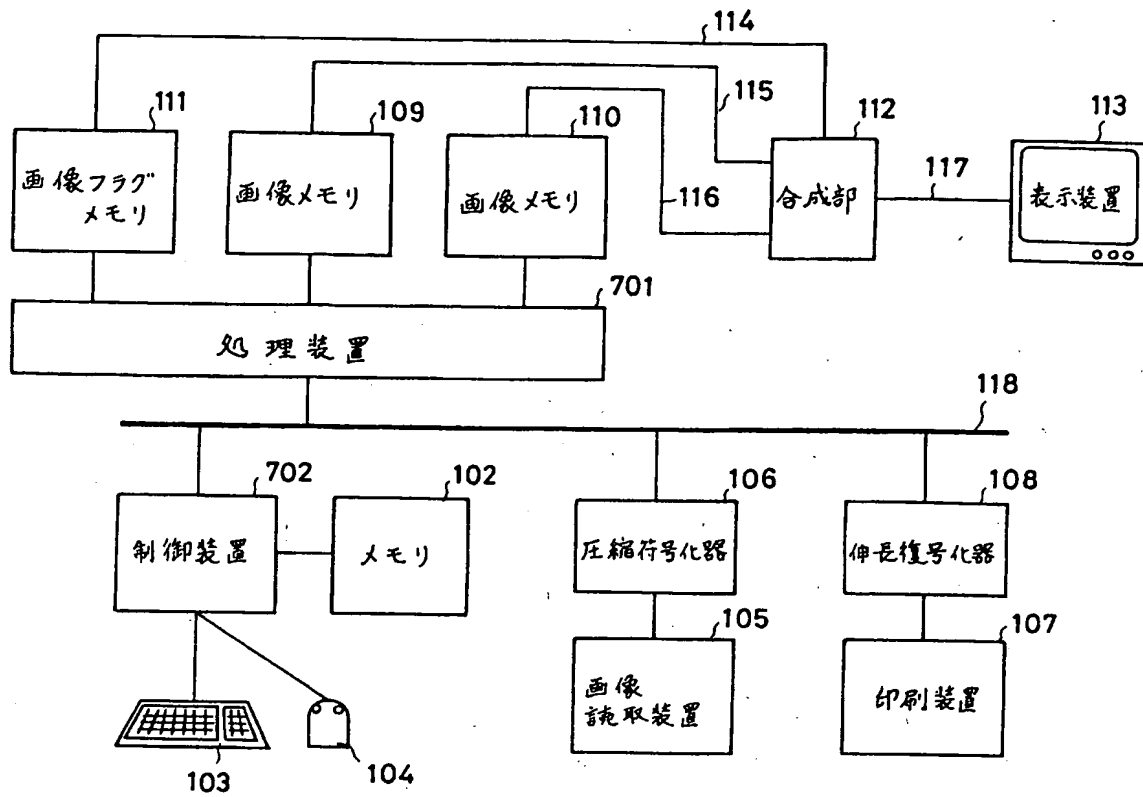 114
111
109
110
115
112
113
画像フラグ
メモリ
画像メモリ
画像メモリ
116
合成部
117
表示装置
701
処理装置
118
702
102
106
108
制御装置
メモリ
圧縮符号化器
伸長復号化器
105
107
画像
読取装置
印刷装置
103
104